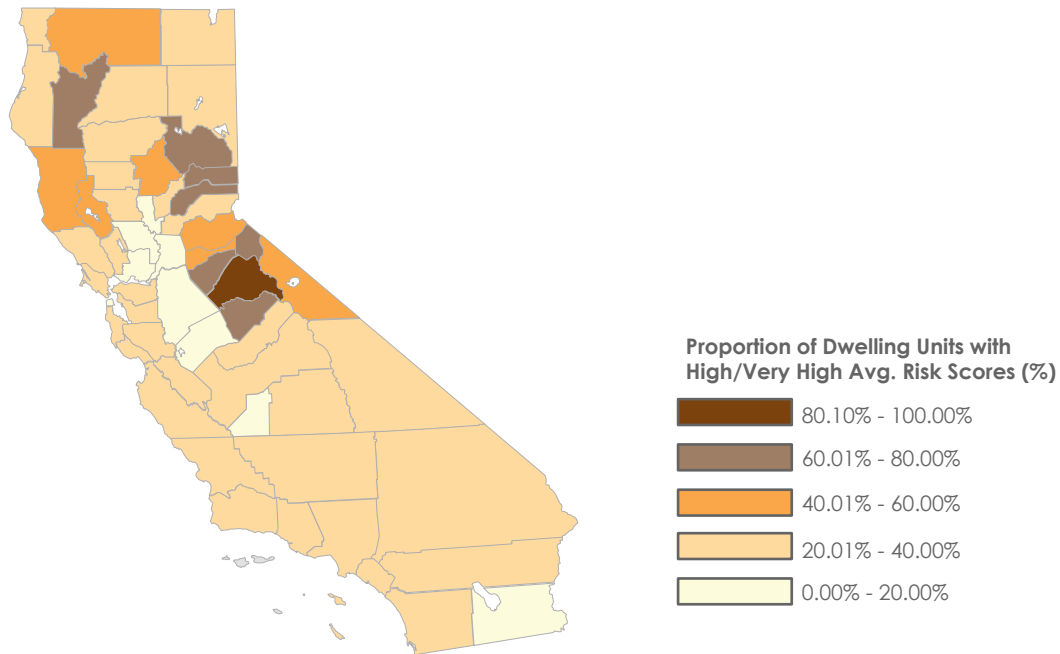 Proportion of Dwelling Units with
High/Very High Avg. Risk Scores (%)
80.10% - 100.00%
60.01% - 80.00%
40.01% - 60.00%
20.01% - 40.00%
0.00% - 20.00%